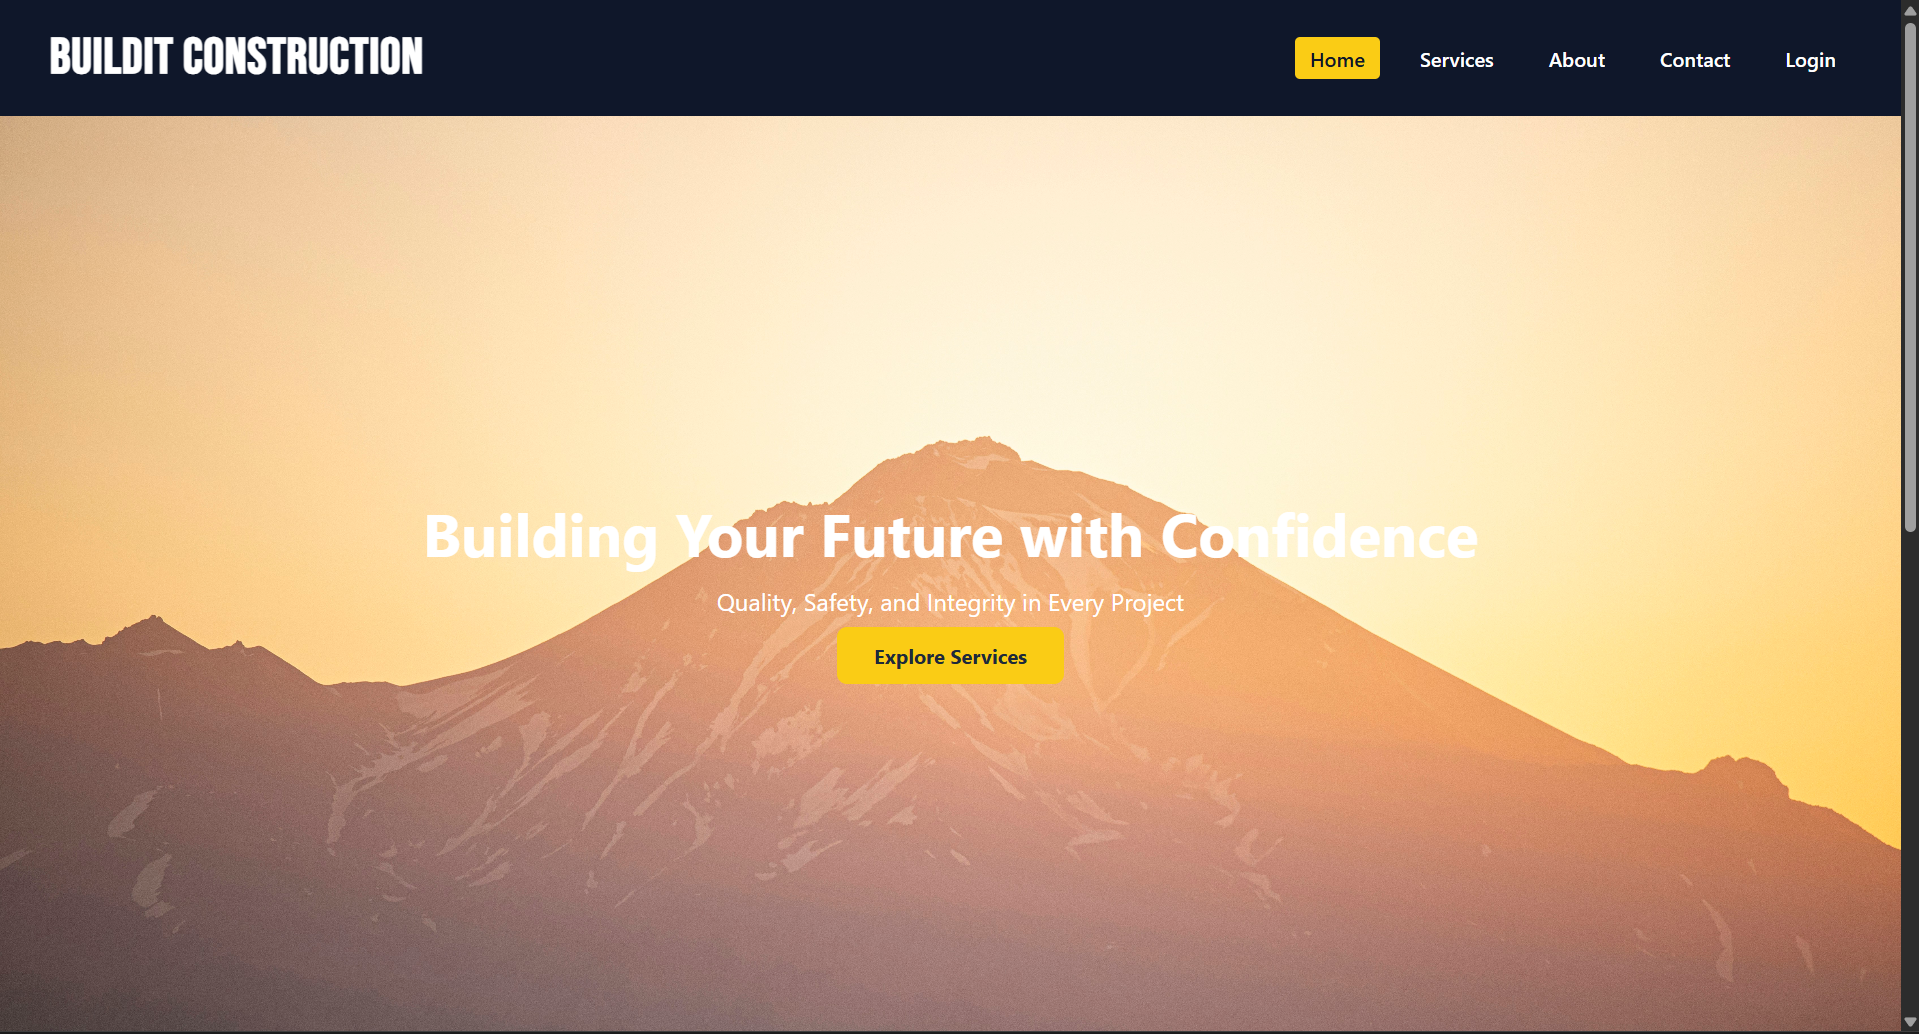 BUILDIT CONSTRUCTION
Home Services About Contact Login
Building Your Future with Confidence
Quality, Safety, and Integrity in Every Project
Explore Services